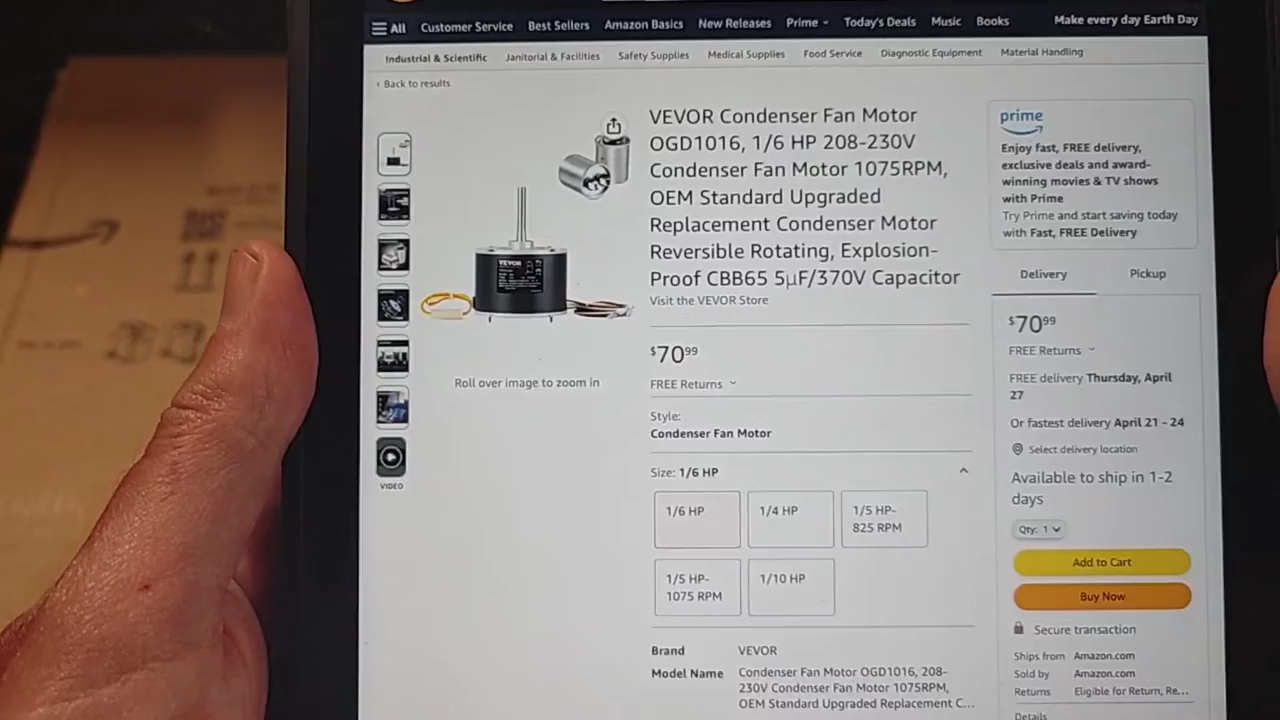 All
Customer Service
Best Sellers
Amazon Basics
New Releases
Prime
Today's Deals
Music
Books
Make every day Earth Day
Industrial & Scientific
Janitorial & Facilities
Safety Supplies
Medical Supplies
Food Service
Diagnostic Equipment
Material Handling
‹ Back to results
VEVOR
VIDEO
Roll over image to zoom in
VEVOR Condenser Fan Motor
OGD1016, 1/6 HP 208-230V
Condenser Fan Motor 1075RPM,
OEM Standard Upgraded
Replacement Condenser Motor
Reversible Rotating, Explosion-
Proof CBB65 5μF/370V Capacitor
Visit the VEVOR Store
$7099
FREE Returns
Style:
Condenser Fan Motor
Size: 1/6 HP
1/6 HP
1/4 HP
1/5 HP-
825 RPM
1/5 HP-
1075 RPM
1/10 HP
Brand VEVOR
Model Name Condenser Fan Motor OGD1016, 208-
230V Condenser Fan Motor 1075RPM,
OEM Standard Upgraded Replacement C...
prime
Enjoy fast, FREE delivery,
exclusive deals and award-
winning movies & TV shows
with Prime
Try Prime and start saving today
with Fast, FREE Delivery
Delivery
Pickup
$7099
FREE Returns
FREE delivery Thursday, April
27
Or fastest delivery April 21 - 24
Select delivery location
Available to ship in 1-2
days
Qty: 1
Add to Cart
Buy Now
Secure transaction
Ships from Amazon.com
Sold by Amazon.com
Returns Eligible for Return, Re...
Details